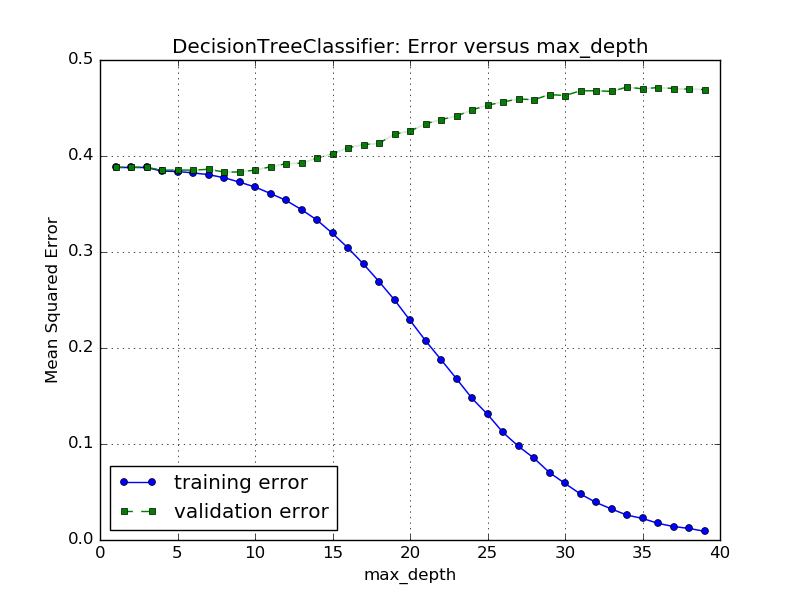 DecisionTreeClassifier: Error versus max_depth
0.5
0.4
0.3
0.2
0.1
0.0
Mean Squared Error
training error
validation error
0 5 10 15 20 25 30 35 40
max_depth